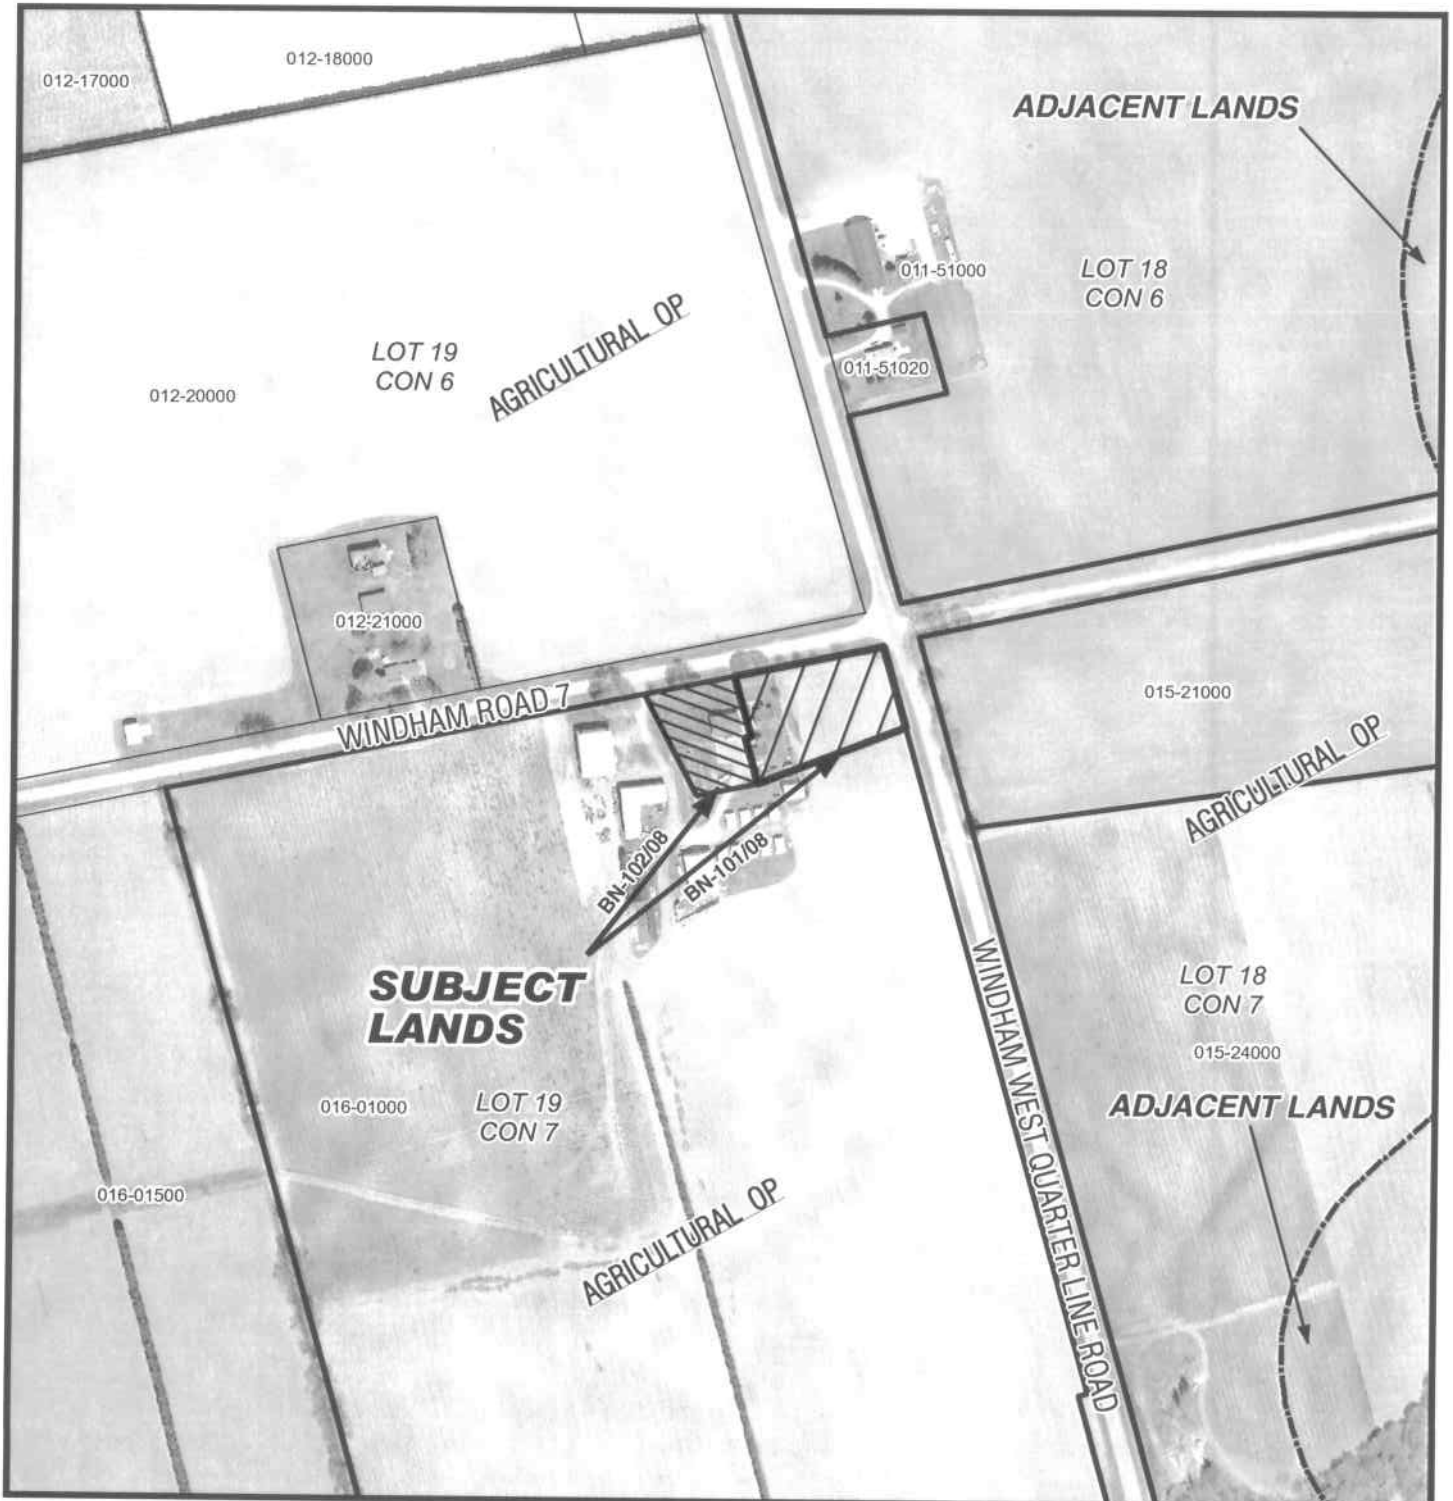 012-17000
012-18000
ADJACENT LANDS
011-51000
LOT 18
CON 6
LOT 19
CON 6
AGRICULTURAL OP
012-20000
011-51020
012-21000
WINDHAM ROAD 7
015-21000
AGRICULTURAL OP
BN-102/08
BN-101/08
SUBJECT
LANDS
WINDHAM WEST QUARTER LINE ROAD
LOT 18
CON 7
015-24000
016-01000
LOT 19
CON 7
ADJACENT LANDS
016-01500
AGRICULTURAL OP